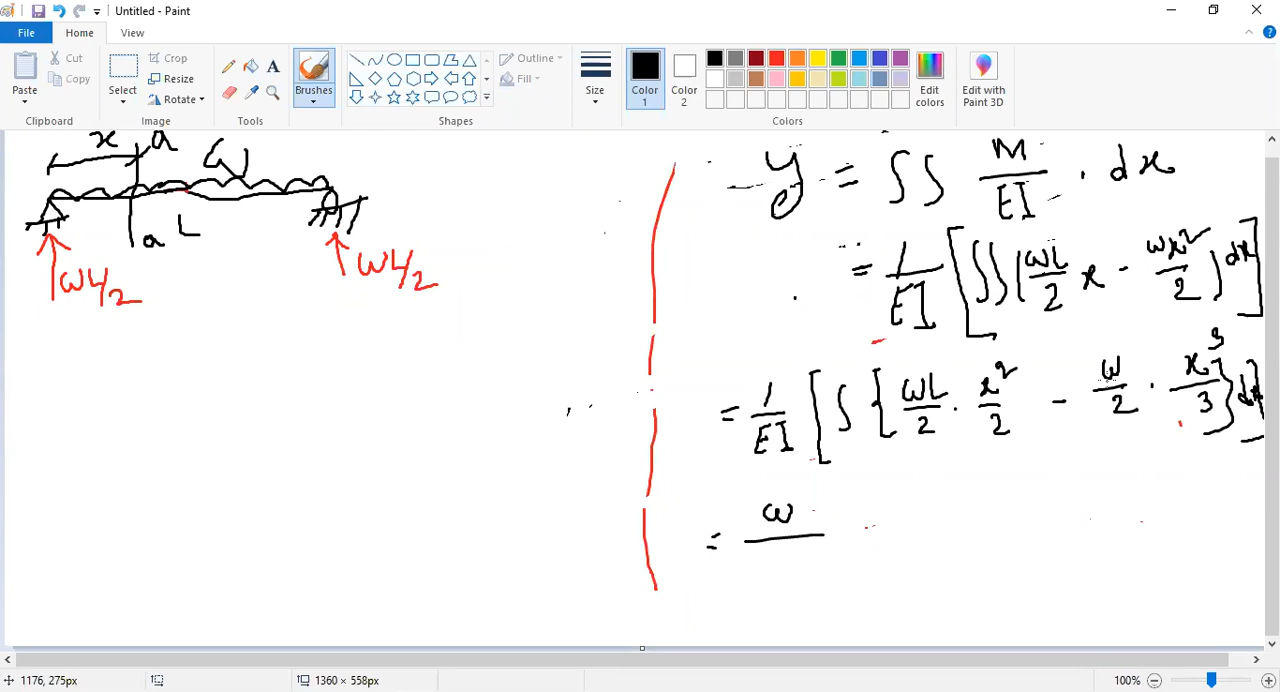 Untitled - Paint
File Home View
Paste
Cut
Copy
Clipboard
Select
Crop
Resize
Rotate
Image
A
Tools
Brushes
Outline
Fill
Shapes
Size
Color 1
Color 2
Edit colors
Edit with Paint 3D
Colors
x a
ω
a L
ωL/2
ωL/2
y = ∫∫ M/EI . dx
= 1/EI [∫∫(ωL/2 x - ωx²/2)dx]
= 1/EI [∫ {ωL/2 . x²/2 - ω/2 . x³/3}dx]
= ω
1176, 275px
1360 × 558px
100%